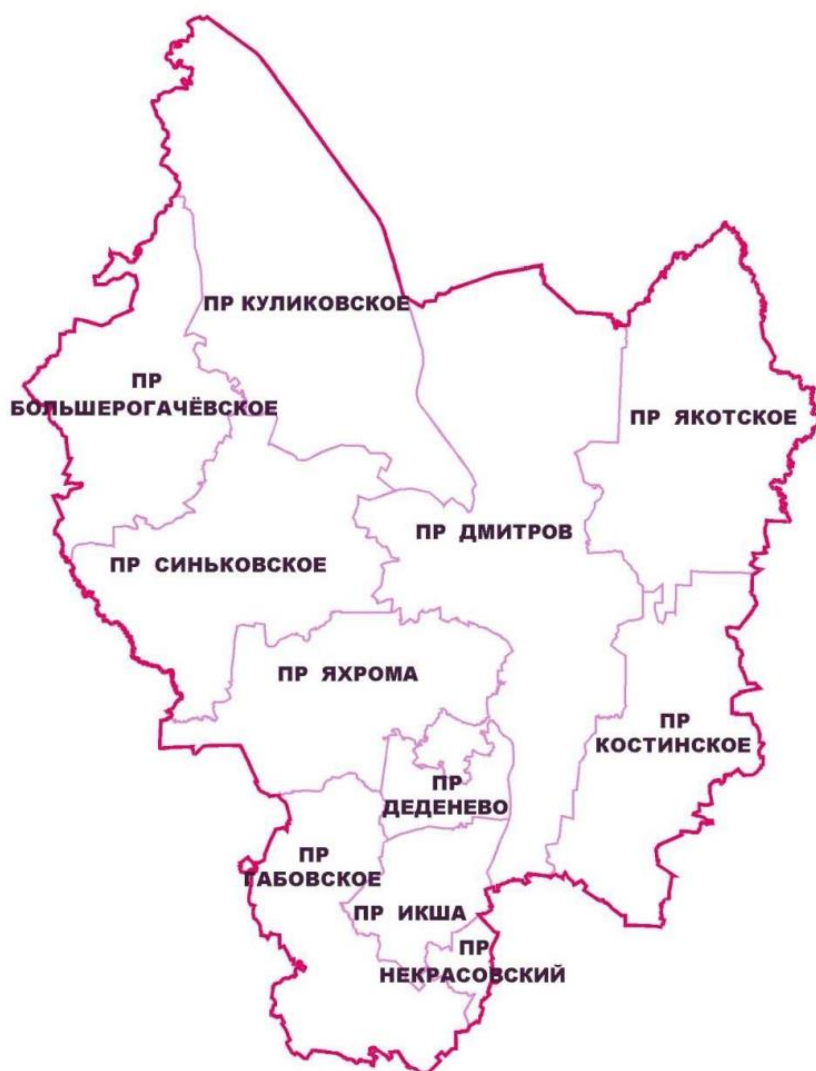 ПР КУЛИКОВСКОЕ
ПР
БОЛЬШЕРОГАЧЁВСКОЕ
ПР ЯКОТСКОЕ
ПР ДМИТРОВ
ПР СИНЬКОВСКОЕ
ПР ЯХРОМА
ПР
КОСТИНСКОЕ
ПР
ДЕДЕНЕВО
ПР
ГАБОВСКОЕ
ПР ИКША
ПР
НЕКРАСОВСКИЙ